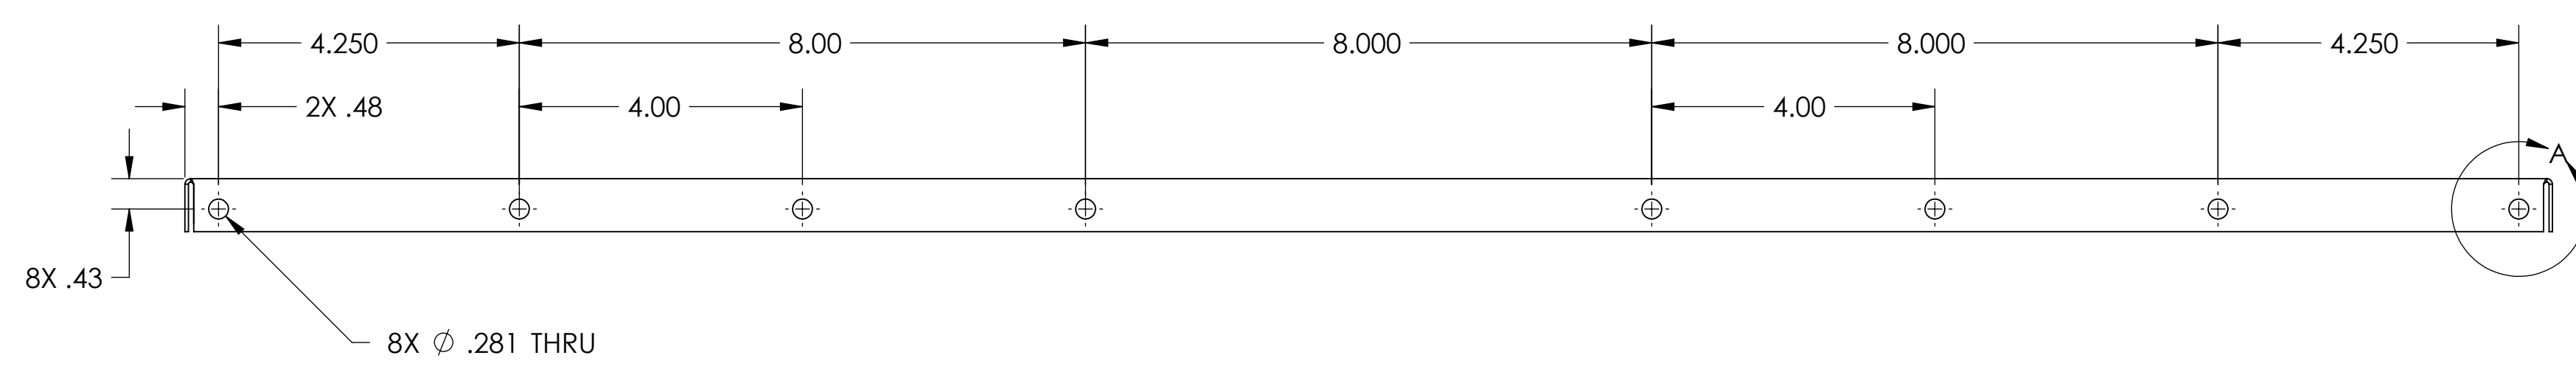 4.250
8.00
8.000
8.000
4.250
2X .48
4.00
4.00
A
8X .43
8X ∅ .281 THRU